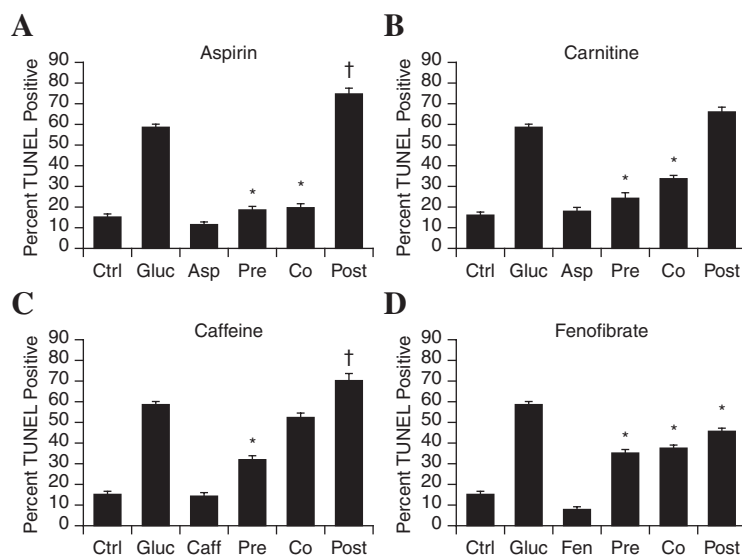 A
Aspirin
Percent TUNEL Positive
90
80
70
60
50
40
30
20
10
0
* * †
Ctrl Gluc Asp Pre Co Post
B
Carnitine
Percent TUNEL Positive
90
80
70
60
50
40
30
20
10
0
* *
Ctrl Gluc Asp Pre Co Post
C
Caffeine
Percent TUNEL Positive
90
80
70
60
50
40
30
20
10
0
* †
Ctrl Gluc Caff Pre Co Post
D
Fenofibrate
Percent TUNEL Positive
90
80
70
60
50
40
30
20
10
0
* * *
Ctrl Gluc Fen Pre Co Post